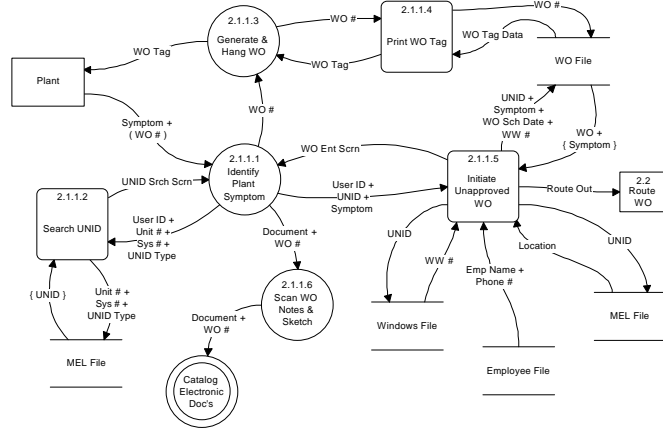 2.1.1.3
Generate &
Hang WO
WO #
2.1.1.4
Print WO Tag
WO #
WO Tag Data
WO Tag
WO Tag
WO File
Plant
Symptom +
( WO # )
WO #
UNID +
Symptom +
WO Sch Date +
WW #
WO +
{ Symptom }
2.1.1.1
Identify
Plant
Symptom
WO Ent Scrn
2.1.1.5
Initiate
Unapproved
WO
Route Out
2.2
Route
WO
2.1.1.2
Search UNID
UNID Srch Scrn
User ID +
Unit # +
Sys # +
UNID Type
User ID +
UNID +
Symptom
Document +
WO #
UNID
WW #
Emp Name +
Phone #
Location
UNID
{ UNID }
Unit # +
Sys # +
UNID Type
MEL File
2.1.1.6
Scan WO
Notes &
Sketch
Document +
WO #
Catalog
Electronic
Doc's
Windows File
Employee File
MEL File